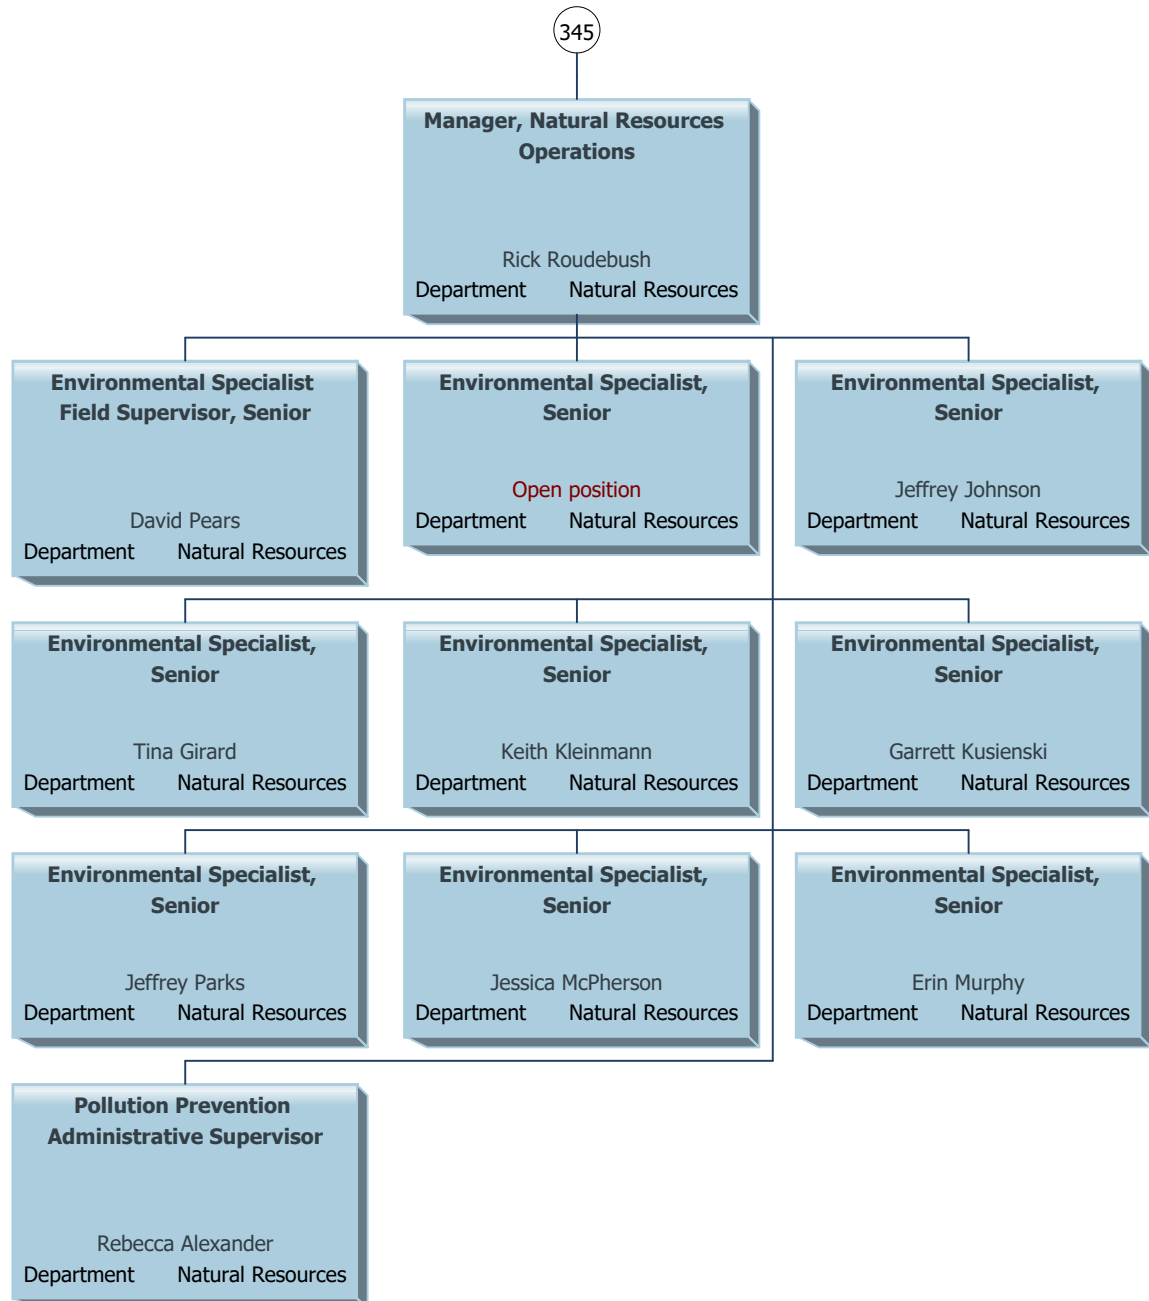 345
Manager, Natural Resources
Operations
Rick Roudebush
Department Natural Resources
Environmental Specialist
Field Supervisor, Senior
David Pears
Department Natural Resources
Environmental Specialist,
Senior
Open position
Department Natural Resources
Environmental Specialist,
Senior
Jeffrey Johnson
Department Natural Resources
Environmental Specialist,
Senior
Tina Girard
Department Natural Resources
Environmental Specialist,
Senior
Keith Kleinmann
Department Natural Resources
Environmental Specialist,
Senior
Garrett Kusienski
Department Natural Resources
Environmental Specialist,
Senior
Jeffrey Parks
Department Natural Resources
Environmental Specialist,
Senior
Jessica McPherson
Department Natural Resources
Environmental Specialist,
Senior
Erin Murphy
Department Natural Resources
Pollution Prevention
Administrative Supervisor
Rebecca Alexander
Department Natural Resources